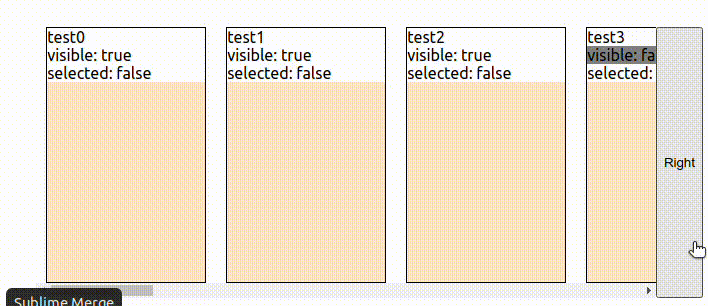 test0
visible: true
selected: false
test1
visible: true
selected: false
test2
visible: true
selected: false
test3
visible: fa
selected:
Right
Sublime Merge